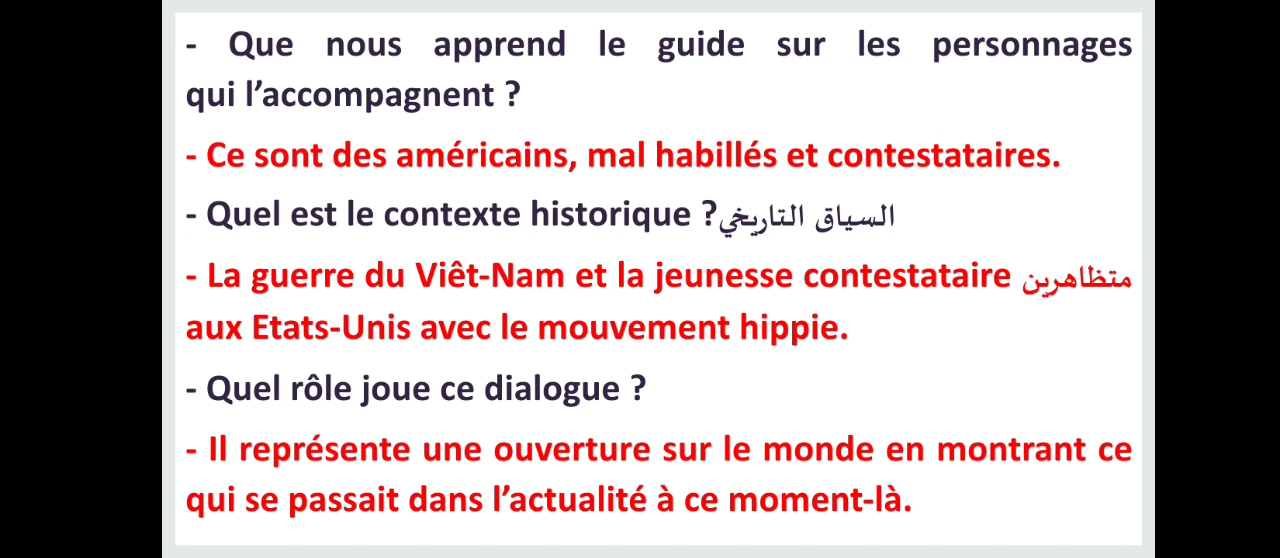 - Que nous apprend le guide sur les personnages
qui l’accompagnent ?
- Ce sont des américains, mal habillés et contestataires.
- Quel est le contexte historique ?السياق التاريخي
- La guerre du Viêt-Nam et la jeunesse contestataire متظاهرين
aux Etats-Unis avec le mouvement hippie.
- Quel rôle joue ce dialogue ?
- Il représente une ouverture sur le monde en montrant ce
qui se passait dans l’actualité à ce moment-là.